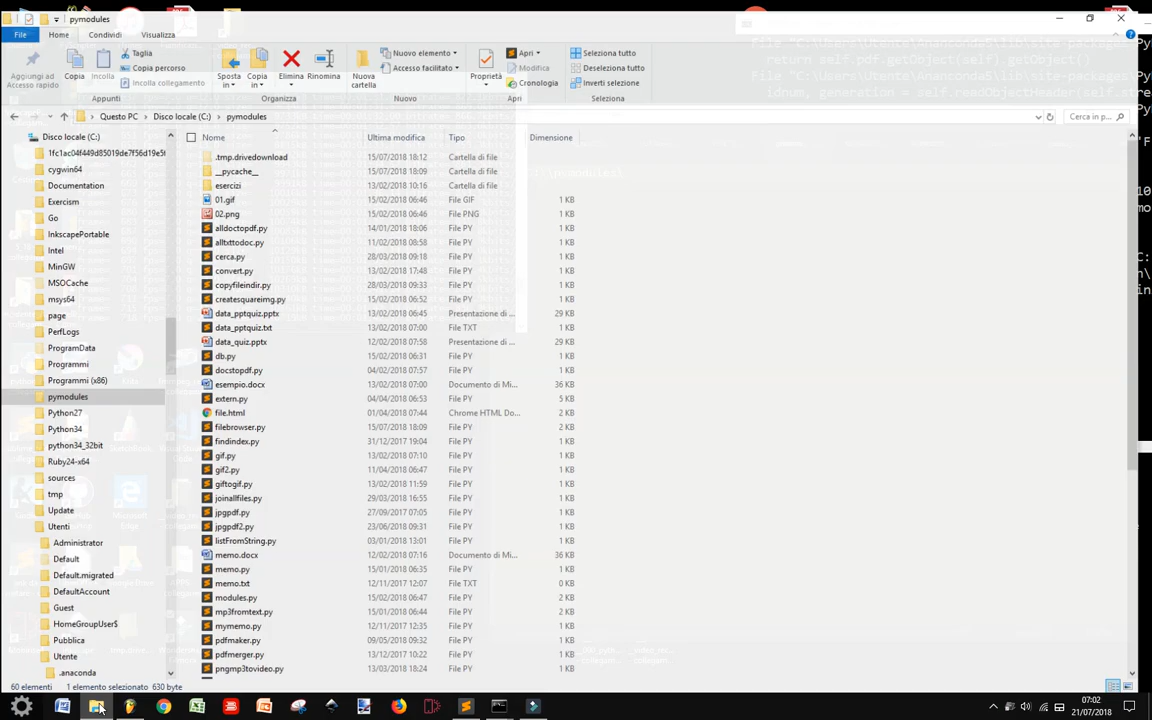 pymodules
File Home Condividi Visualizza
Aggiungi ad Accesso rapido
Copia
Incolla
Taglia
Copia percorso
Incolla collegamento
Appunti
Sposta in
Copia in
Elimina
Rinomina
Organizza
Nuova cartella
Nuovo elemento
Accesso facilitato
Nuovo
Proprietà
Apri
Modifica
Cronologia
Apri
Seleziona tutto
Deseleziona tutto
Inverti selezione
Seleziona
Questo PC > Disco locale (C:) > pymodules
Cerca in p...
Disco locale (C:)
1fc1ac04f449d85019de7f56d19e5
cygwin64
Documentation
Exercism
Go
InkscapePortable
Intel
MinGW
MSOCache
msys64
page
PerfLogs
ProgramData
Programmi
Programmi (x86)
pymodules
Python27
Python34
python34_32bit
Ruby24-x64
sources
tmp
Update
Utenti
Administrator
Default
Default.migrated
DefaultAccount
Guest
HomeGroupUser$
Pubblica
Utente
.anaconda
Nome Ultima modifica Tipo Dimensione
.tmp.drivedownload 15/07/2018 18:12 Cartella di file
__pycache__ 15/07/2018 18:09 Cartella di file
esercizi 13/02/2018 10:16 Cartella di file
01.gif 15/02/2018 06:46 File GIF 1 KB
02.png 15/02/2018 06:46 File PNG 1 KB
alldoctopdf.py 14/01/2018 18:06 File PY 1 KB
alltxttodoc.py 11/02/2018 08:58 File PY 1 KB
cerca.py 28/03/2018 09:18 File PY 1 KB
convert.py 13/02/2018 17:48 File PY 1 KB
copyfileindir.py 28/03/2018 09:33 File PY 1 KB
createsquareimg.py 15/02/2018 06:52 File PY 1 KB
data_pptquiz.pptx 13/02/2018 06:45 Presentazione di ... 29 KB
data_pptquiz.txt 13/02/2018 07:00 File TXT 1 KB
data_quiz.pptx 12/02/2018 07:58 Presentazione di ... 29 KB
db.py 15/02/2018 06:31 File PY 1 KB
docstopdf.py 04/02/2018 07:57 File PY 1 KB
esempio.docx 13/02/2018 07:00 Documento di Mi... 36 KB
extern.py 04/04/2018 06:53 File PY 5 KB
file.html 01/04/2018 07:44 Chrome HTML Do... 2 KB
filebrowser.py 15/07/2018 18:09 File PY 2 KB
findindex.py 31/12/2017 19:04 File PY 1 KB
gif.py 13/02/2018 07:10 File PY 1 KB
gif2.py 11/04/2018 06:47 File PY 1 KB
giftogif.py 13/02/2018 11:59 File PY 1 KB
joinallfiles.py 29/03/2018 16:55 File PY 1 KB
jpgpdf.py 27/09/2017 07:05 File PY 1 KB
jpgpdf2.py 23/06/2018 09:31 File PY 1 KB
listFromString.py 03/01/2018 13:01 File PY 1 KB
memo.docx 12/02/2018 07:16 Documento di Mi... 36 KB
memo.py 15/01/2018 06:35 File PY 1 KB
memo.txt 12/11/2017 12:07 File TXT 0 KB
modules.py 15/02/2018 06:47 File PY 2 KB
mp3fromtext.py 15/01/2018 06:44 File PY 2 KB
mymemo.py 12/11/2017 12:35 File PY 1 KB
pdfmaker.py 09/05/2018 09:32 File PY 1 KB
pdfmerger.py 13/12/2017 10:22 File PY 1 KB
pngmp3tovideo.py 13/03/2018 18:24 File PY 1 KB
60 elementi 1 elemento selezionato 630 byte
07:02
21/07/2018